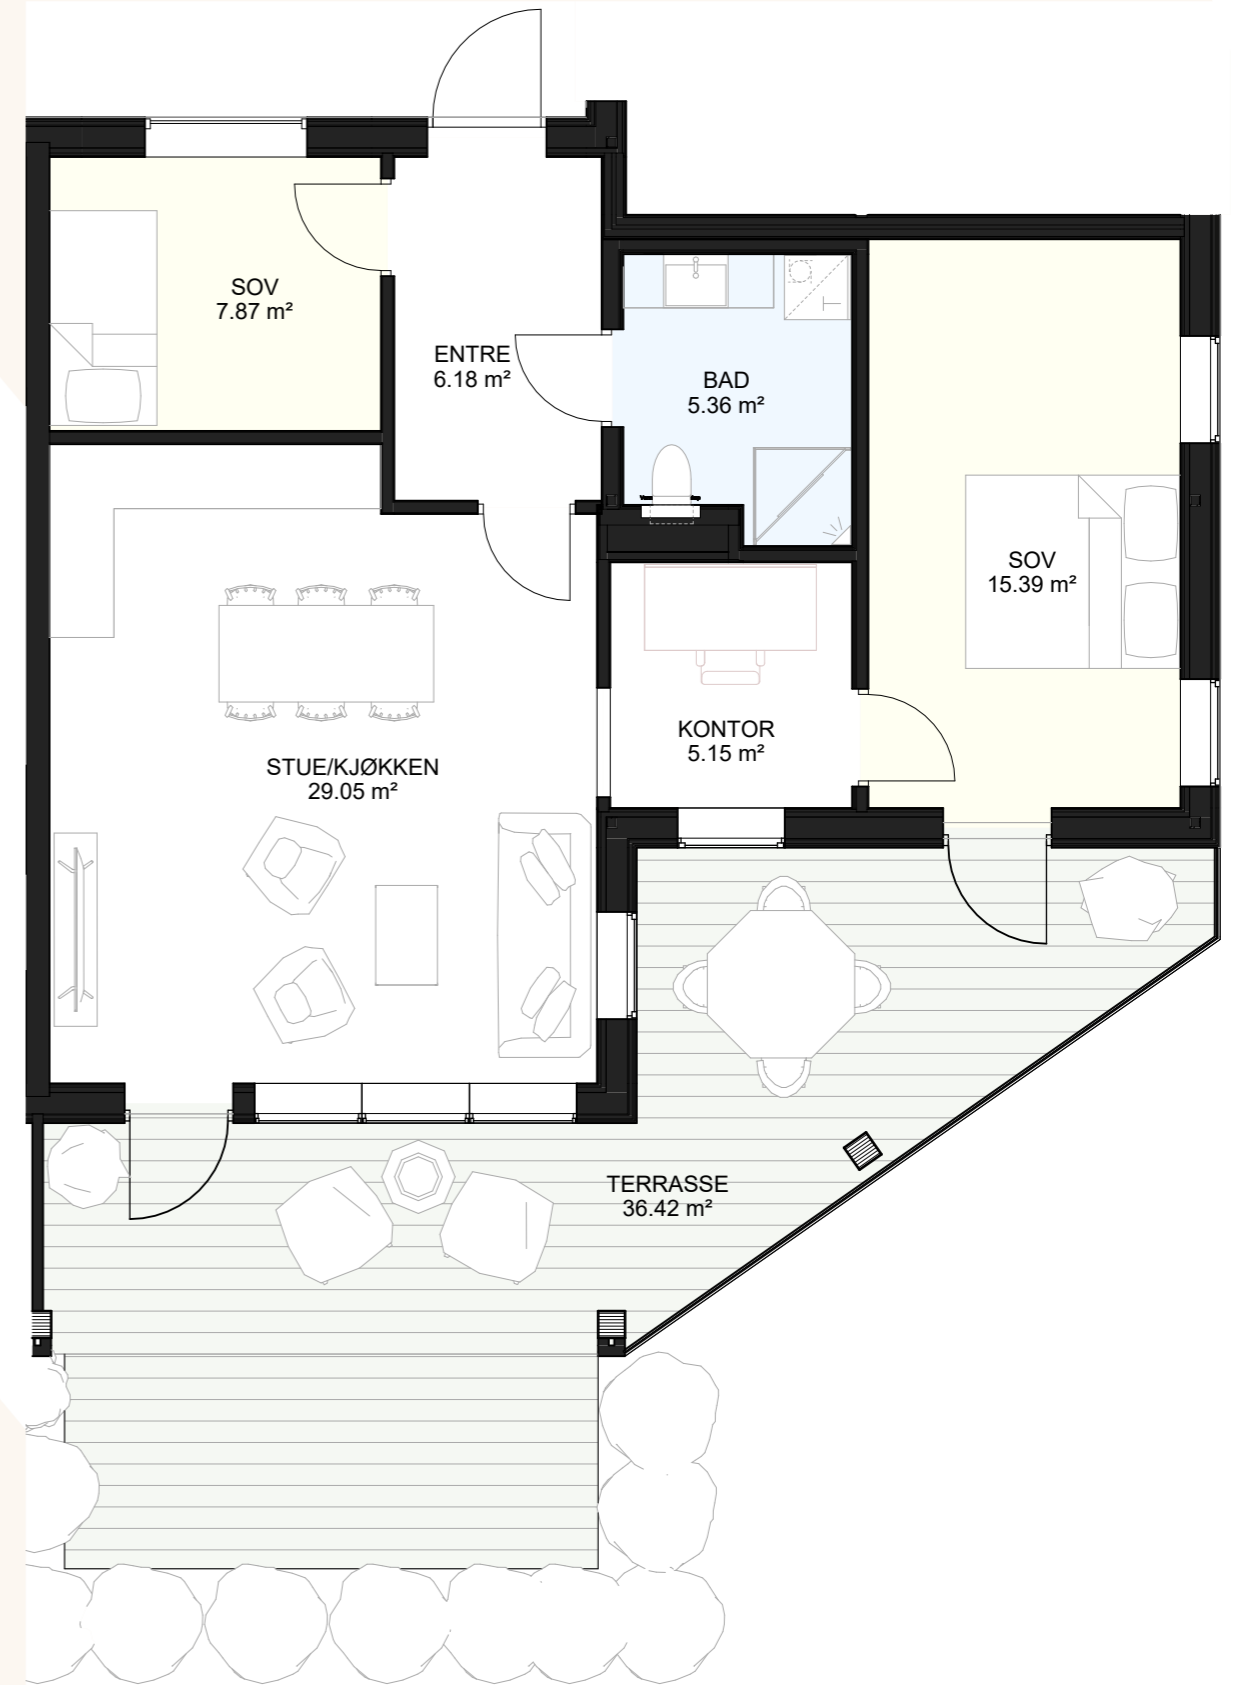 SOV
7.87 m²
ENTRE
6.18 m²
BAD
5.36 m²
T
SOV
15.39 m²
KONTOR
5.15 m²
STUE/KJØKKEN
29.05 m²
TERRASSE
36.42 m²